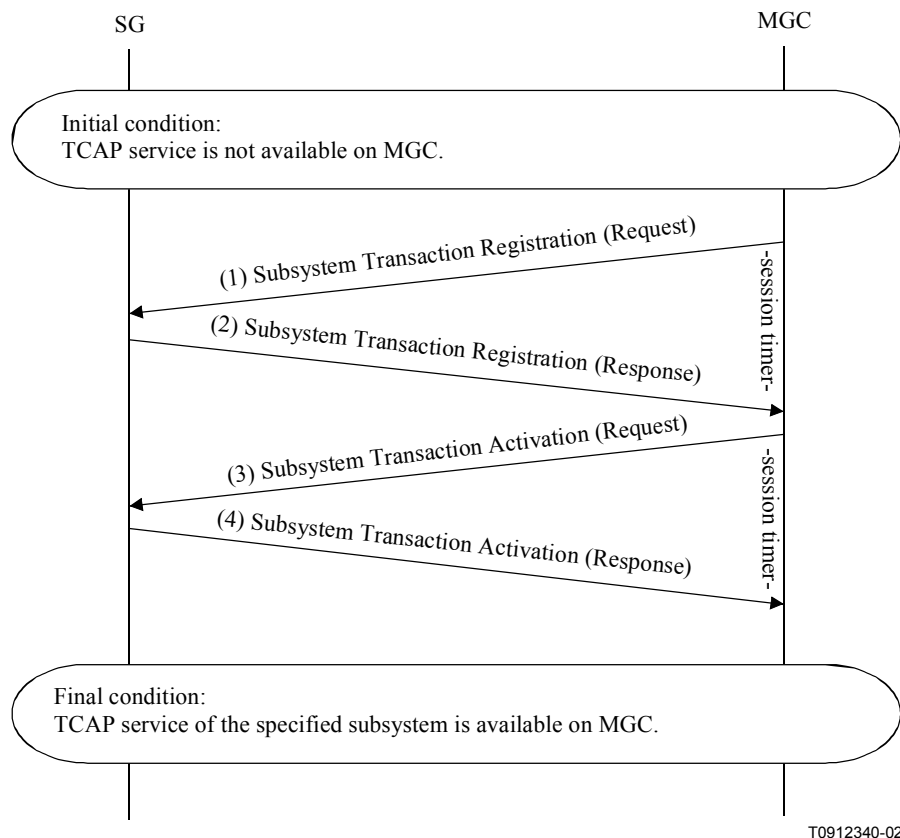 SG
MGC
Initial condition:
TCAP service is not available on MGC.
(1) Subsystem Transaction Registration (Request)
-session timer-
(2) Subsystem Transaction Registration (Response)
(3) Subsystem Transaction Activation (Request)
-session timer-
(4) Subsystem Transaction Activation (Response)
Final condition:
TCAP service of the specified subsystem is available on MGC.
T0912340-02